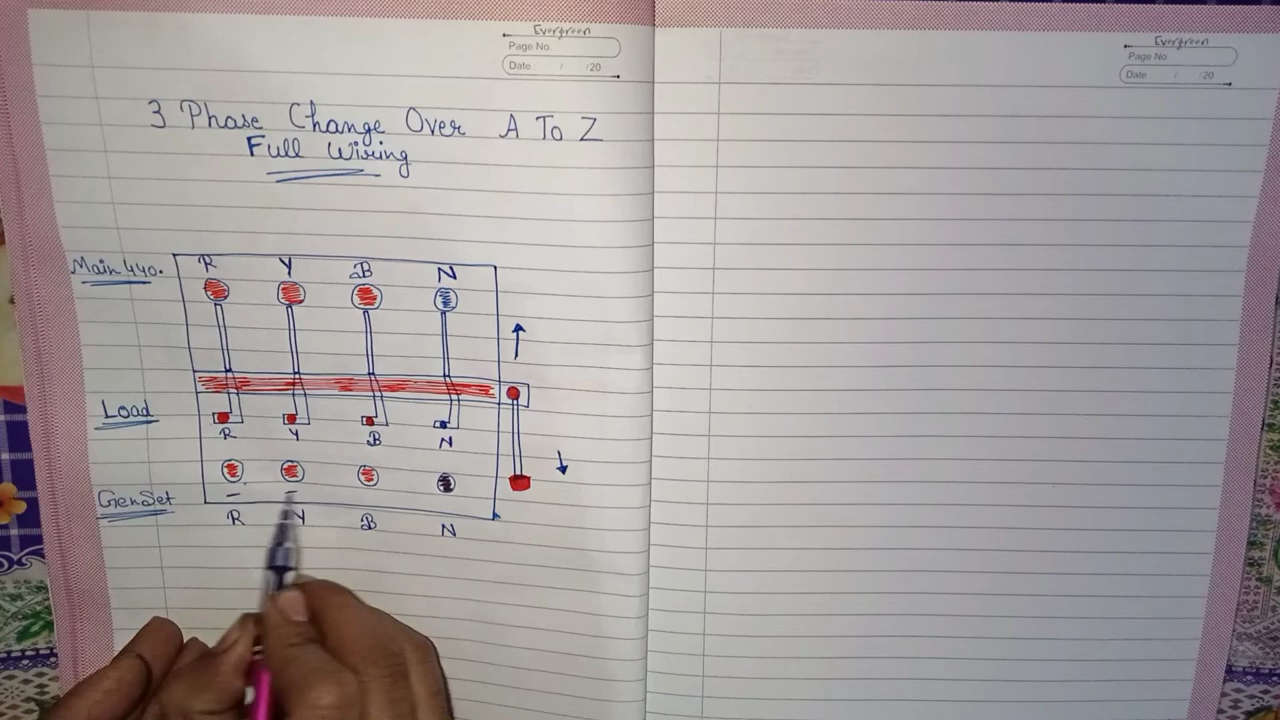 Evergreen
Page No.
Date / /20
Evergreen
Page No.
Date / /20
3 Phase Change Over A To Z
Full Wiring
Main 440.
R Y B N
Load
R Y B N
GenSet
R Y B N